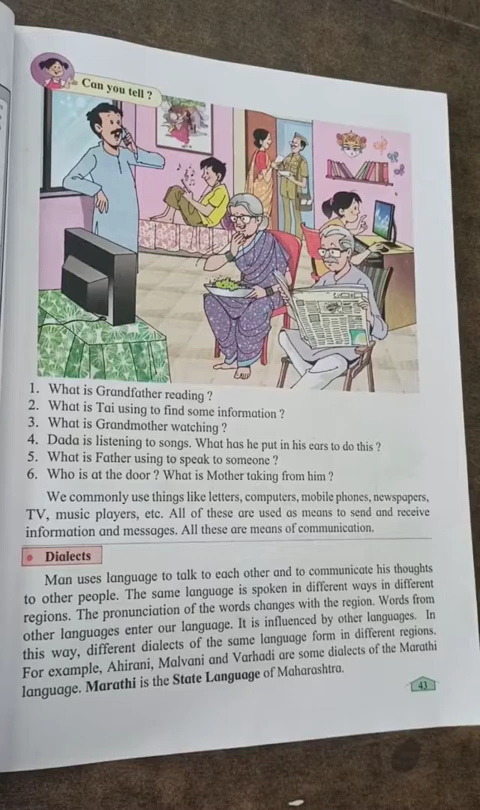 Can you tell ?
1. What is Grandfather reading ?
2. What is Tai using to find some information ?
3. What is Grandmother watching ?
4. Dada is listening to songs. What has he put in his ears to do this ?
5. What is Father using to speak to someone ?
6. Who is at the door ? What is Mother taking from him ?
We commonly use things like letters, computers, mobile phones, newspapers,
TV, music players, etc. All of these are used as means to send and receive
information and messages. All these are means of communication.
Dialects
Man uses language to talk to each other and to communicate his thoughts
to other people. The same language is spoken in different ways in different
regions. The pronunciation of the words changes with the region. Words from
other languages enter our language. It is influenced by other languages. In
this way, different dialects of the same language form in different regions.
For example, Ahirani, Malvani and Varhadi are some dialects of the Marathi
language. Marathi is the State Language of Maharashtra.
43